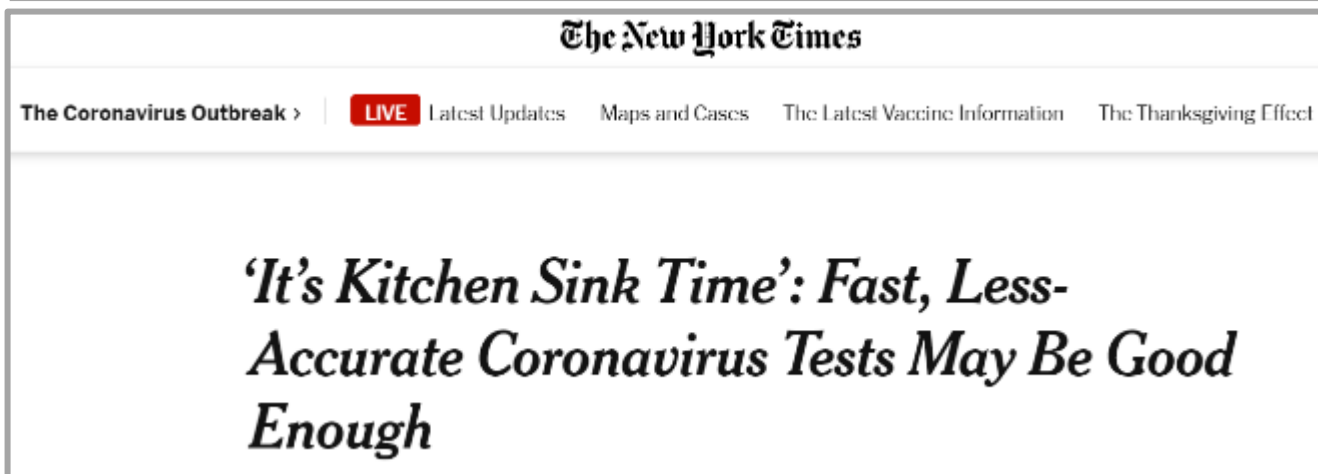 The New York Times
The Coronavirus Outbreak > LIVE Latest Updates Maps and Cases The Latest Vaccine Information The Thanksgiving Effect
‘It’s Kitchen Sink Time’: Fast, Less-
Accurate Coronavirus Tests May Be Good
Enough